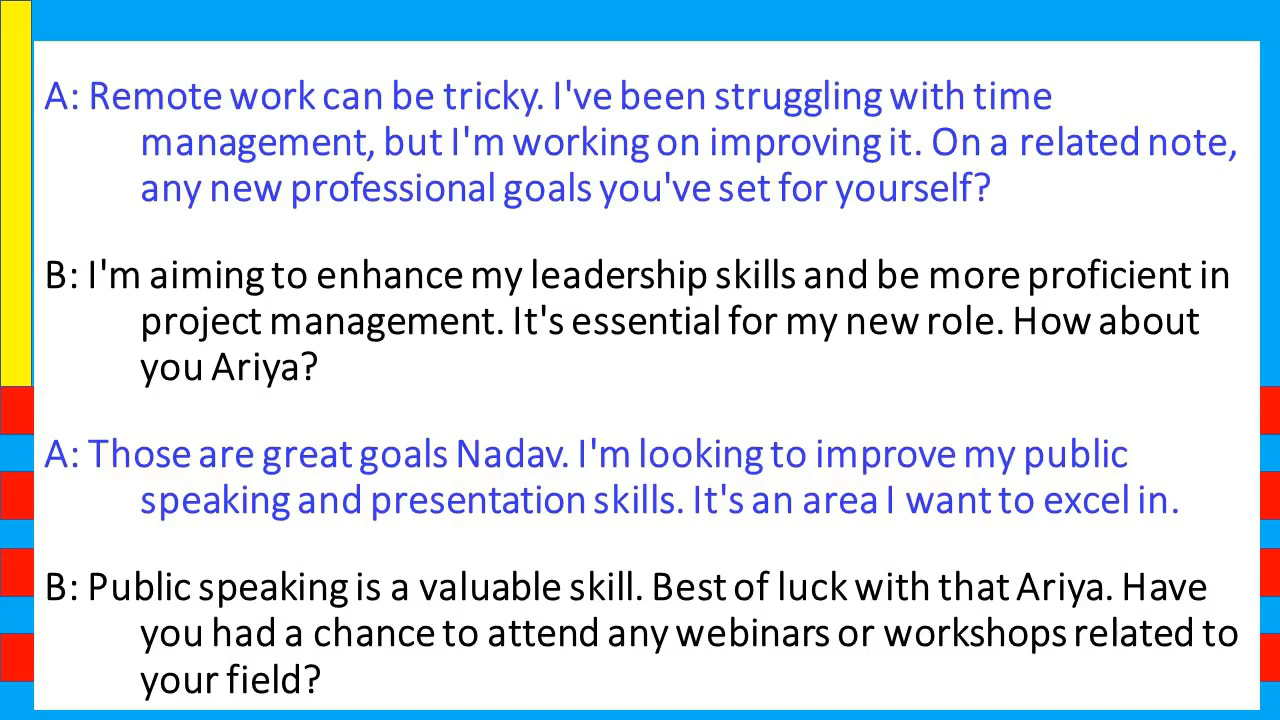 A: Remote work can be tricky. I've been struggling with time
management, but I'm working on improving it. On a related note,
any new professional goals you've set for yourself?
B: I'm aiming to enhance my leadership skills and be more proficient in
project management. It's essential for my new role. How about
you Ariya?
A: Those are great goals Nadav. I'm looking to improve my public
speaking and presentation skills. It's an area I want to excel in.
B: Public speaking is a valuable skill. Best of luck with that Ariya. Have
you had a chance to attend any webinars or workshops related to
your field?